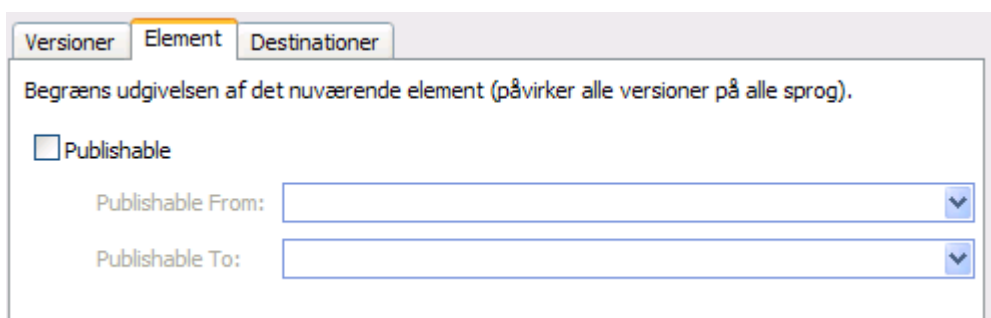 Versioner
Element
Destinationer
Begræns udgivelsen af det nuværende element (påvirker alle versioner på alle sprog).
Publishable
Publishable From:
Publishable To: